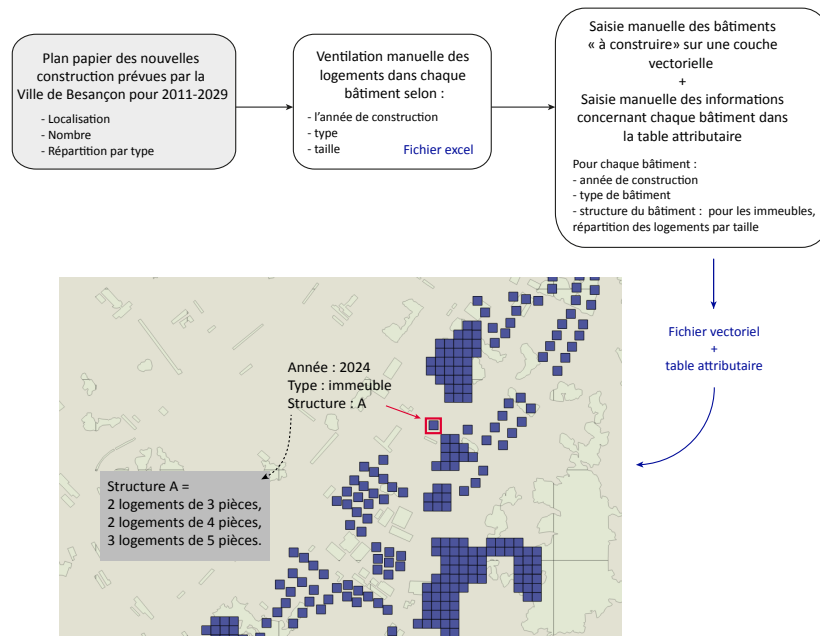 Plan papier des nouvelles
construction prévues par la
Ville de Besançon pour 2011-2029
- Localisation
- Nombre
- Répartition par type
Ventilation manuelle des
logements dans chaque
bâtiment selon :
- l'année de construction
- type
- taille
Fichier excel
Saisie manuelle des bâtiments
« à construire» sur une couche
vectorielle
+
Saisie manuelle des informations
concernant chaque bâtiment dans
la table attributaire
Pour chaque bâtiment :
- année de construction
- type de bâtiment
- structure du bâtiment : pour les immeubles,
répartition des logements par taille
Fichier vectoriel
+
table attributaire
Année : 2024
Type : immeuble
Structure : A
Structure A =
2 logements de 3 pièces,
2 logements de 4 pièces,
3 logements de 5 pièces.